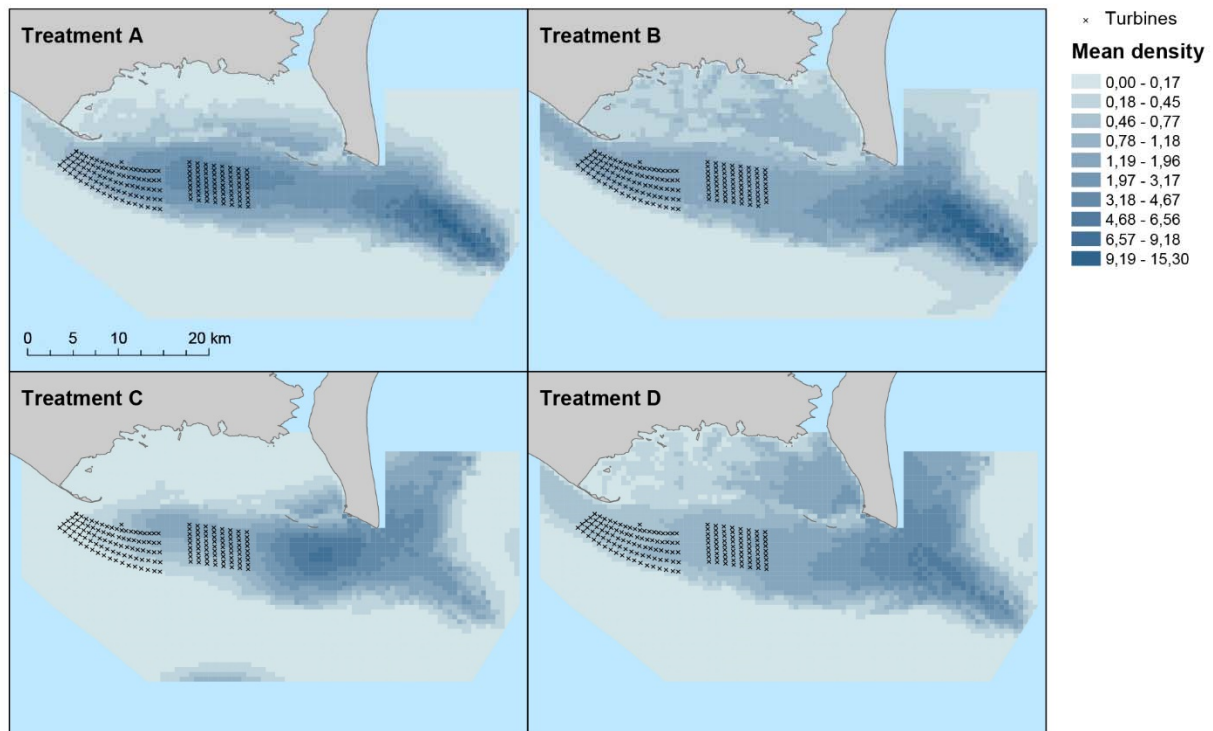 Treatment A
Treatment B
× Turbines
Mean density
0,00 - 0,17
0,18 - 0,45
0,46 - 0,77
0,78 - 1,18
1,19 - 1,96
1,97 - 3,17
3,18 - 4,67
4,68 - 6,56
6,57 - 9,18
9,19 - 15,30
0 5 10 20 km
Treatment C
Treatment D